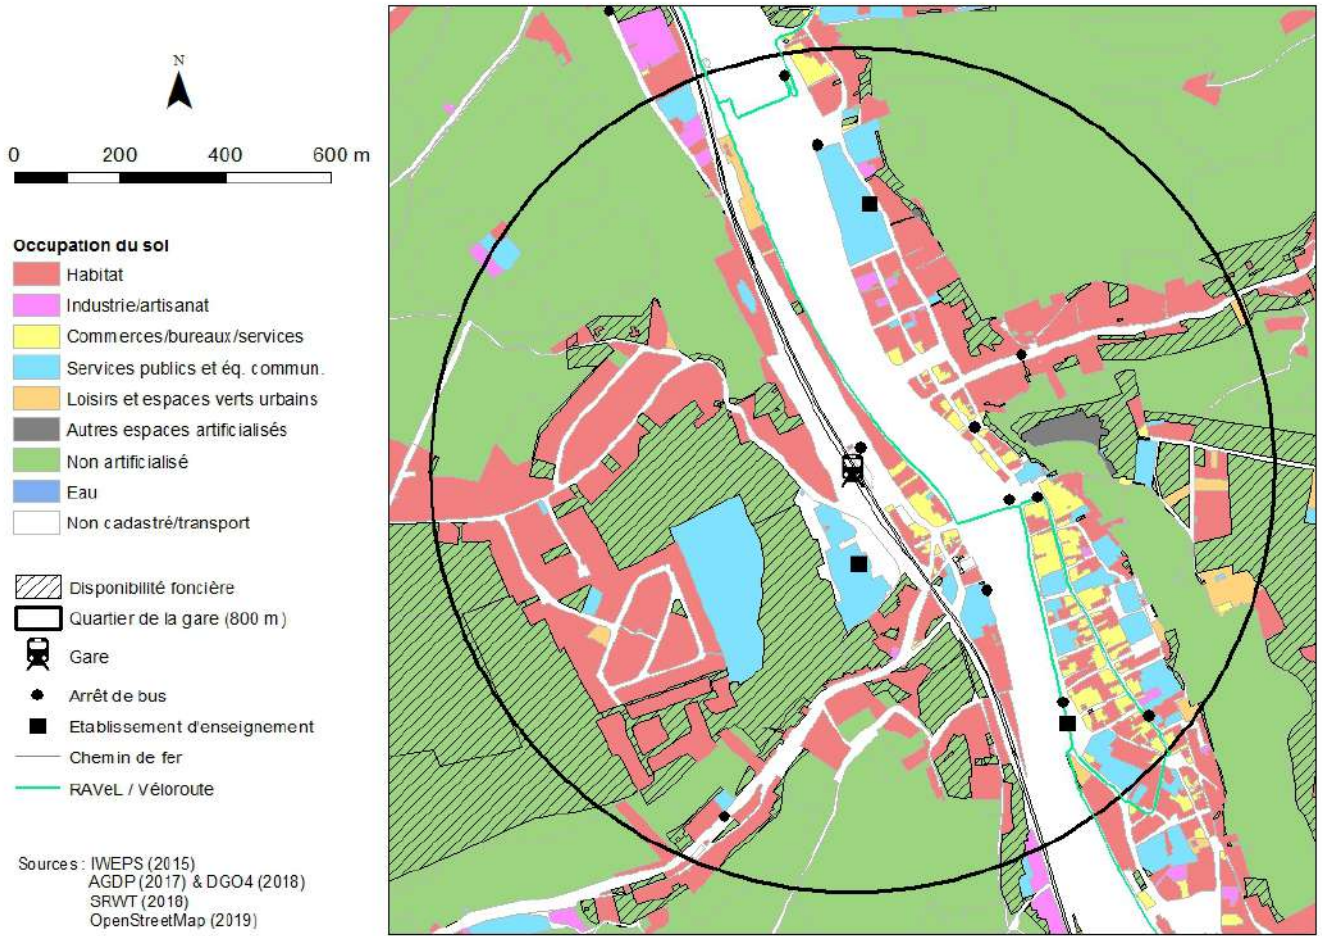 N
0 200 400 600 m
Occupation du sol
Habitat
Industrie/artisanat
Commerces/bureaux/services
Services publics et éq. commun.
Loisirs et espaces verts urbains
Autres espaces artificialisés
Non artificialisé
Eau
Non cadastré/transport
Disponibilité foncière
Quartier de la gare (800 m)
Gare
Arrêt de bus
Etablissement d'enseignement
Chemin de fer
RAVeL / Véloroute
Sources : IWEPS (2015)
AGDP (2017) & DGO4 (2018)
SRWT (2018)
OpenStreetMap (2019)